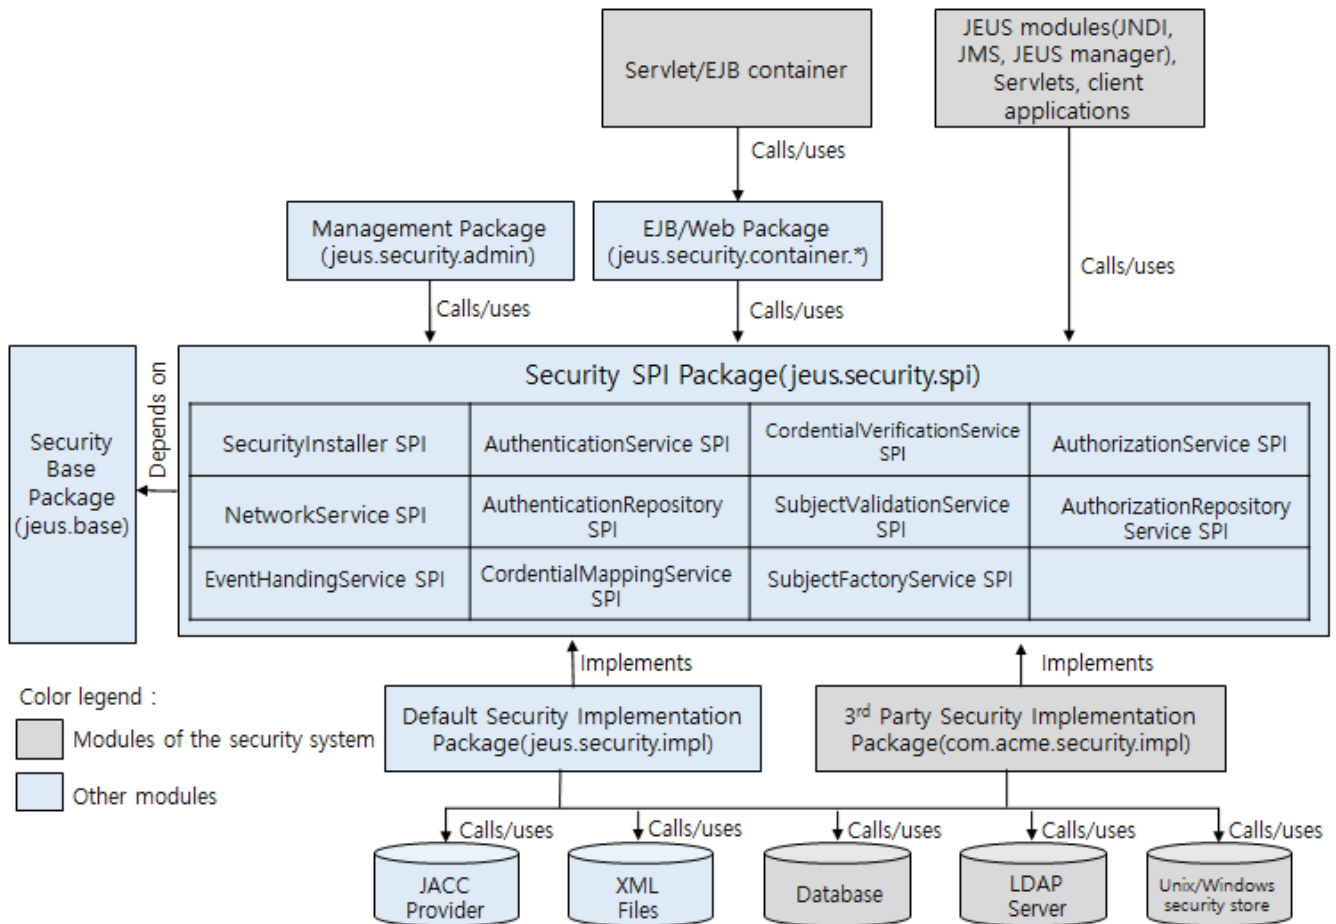 Servlet/EJB container
JEUS modules(JNDI,
JMS, JEUS manager),
Servlets, client
applications
Calls/uses
Management Package
(jeus.security.admin)
EJB/Web Package
(jeus.security.container.*)
Calls/uses
Calls/uses
Calls/uses
Security
Base
Package
(jeus.base)
Depends on
Security SPI Package(jeus.security.spi)
SecurityInstaller SPI
AuthenticationService SPI
CordentialVerificationService
SPI
AuthorizationService SPI
NetworkService SPI
AuthenticationRepository
SPI
SubjectValidationService
SPI
AuthorizationRepository
Service SPI
EventHandingService SPI
CordentialMappingService
SPI
SubjectFactoryService SPI
Implements
Implements
Color legend :
Modules of the security system
Other modules
Default Security Implementation
Package(jeus.security.impl)
3rd Party Security Implementation
Package(com.acme.security.impl)
Calls/uses
Calls/uses
Calls/uses
Calls/uses
Calls/uses
JACC
Provider
XML
Files
Database
LDAP
Server
Unix/Windows
security store